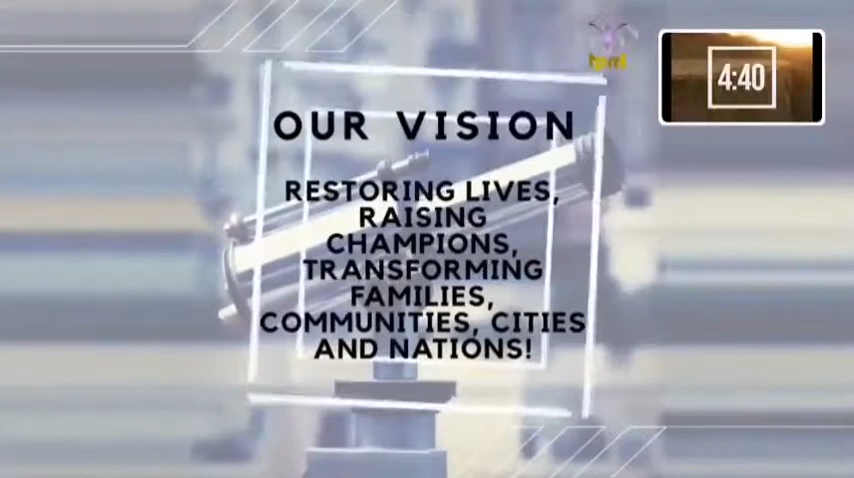 OUR VISION
4:40
RESTORING LIVES,
RAISING
CHAMPIONS,
TRANSFORMING
FAMILIES,
COMMUNITIES, CITIES
AND NATIONS!